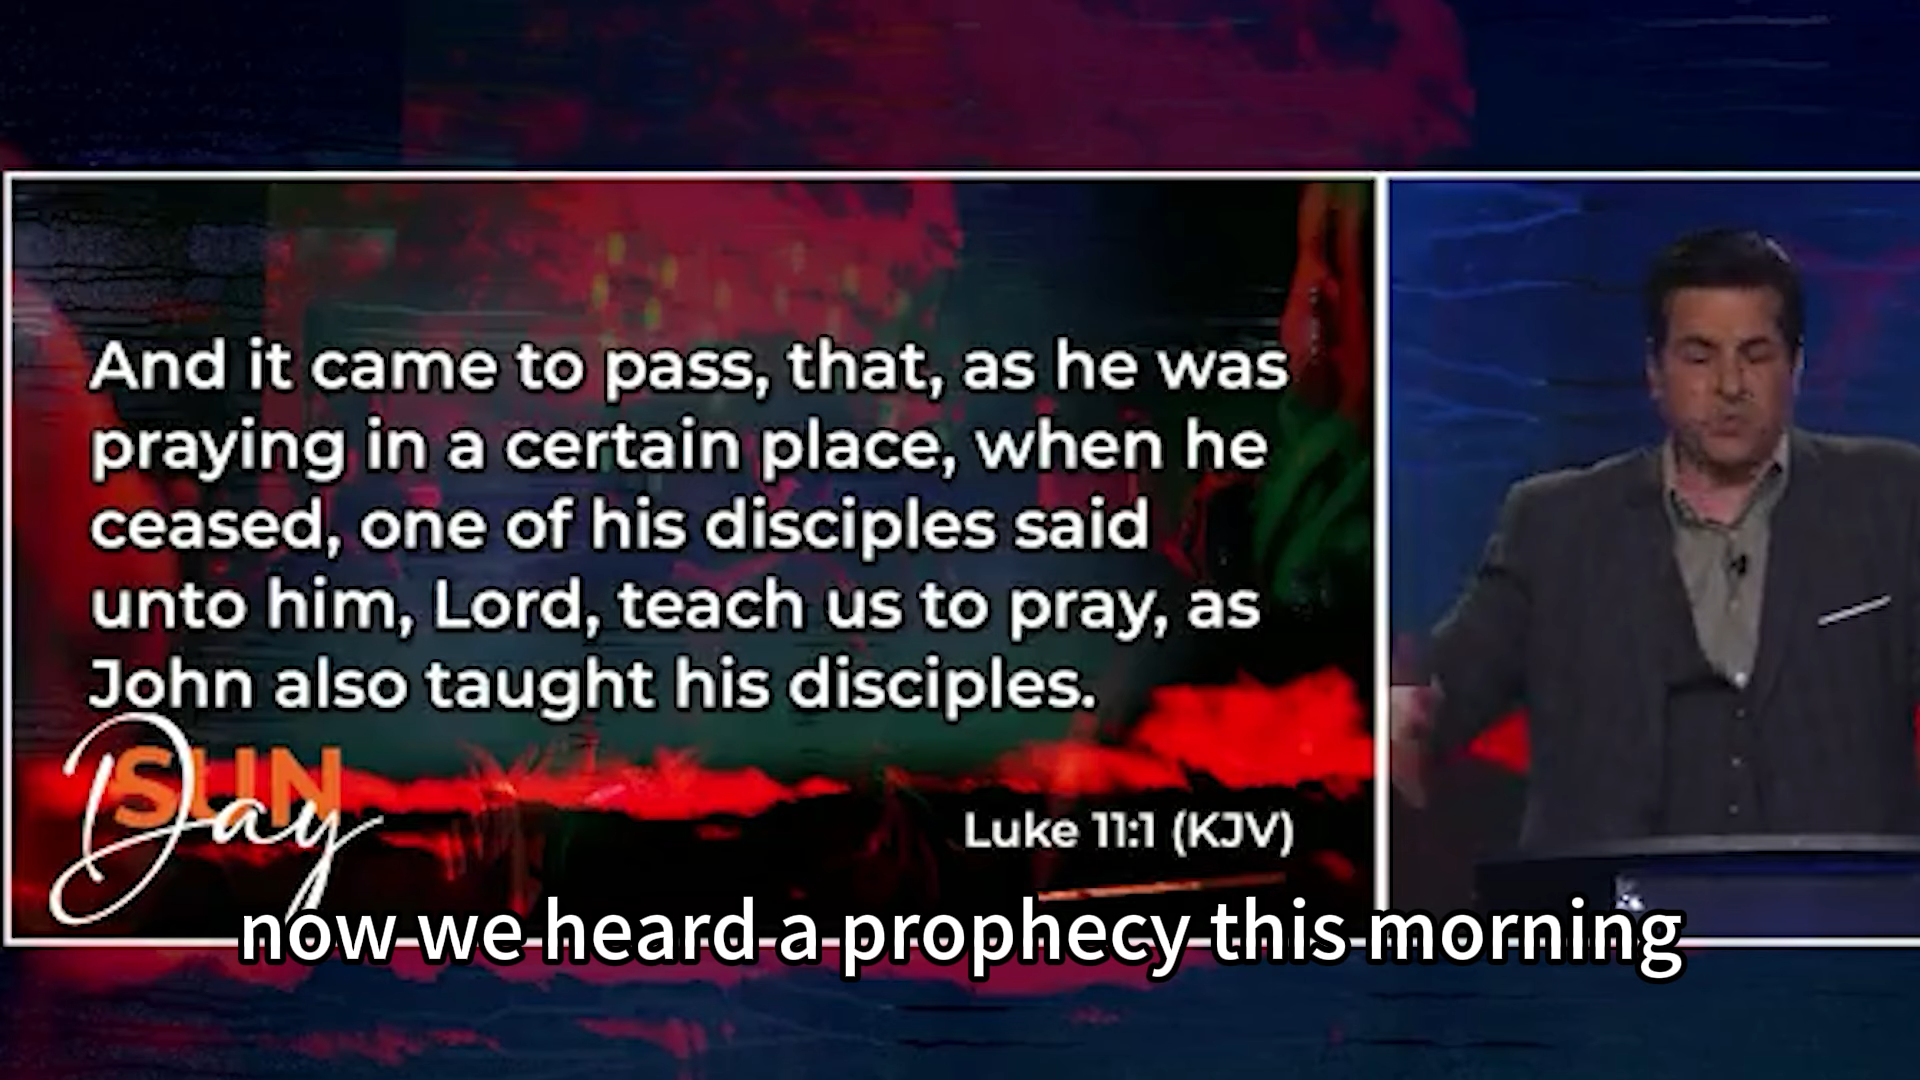 And it came to pass, that, as he was
praying in a certain place, when he
ceased, one of his disciples said
unto him, Lord, teach us to pray, as
John also taught his disciples.
SUN
Day
Luke 11:1 (KJV)
now we heard a prophecy this morning